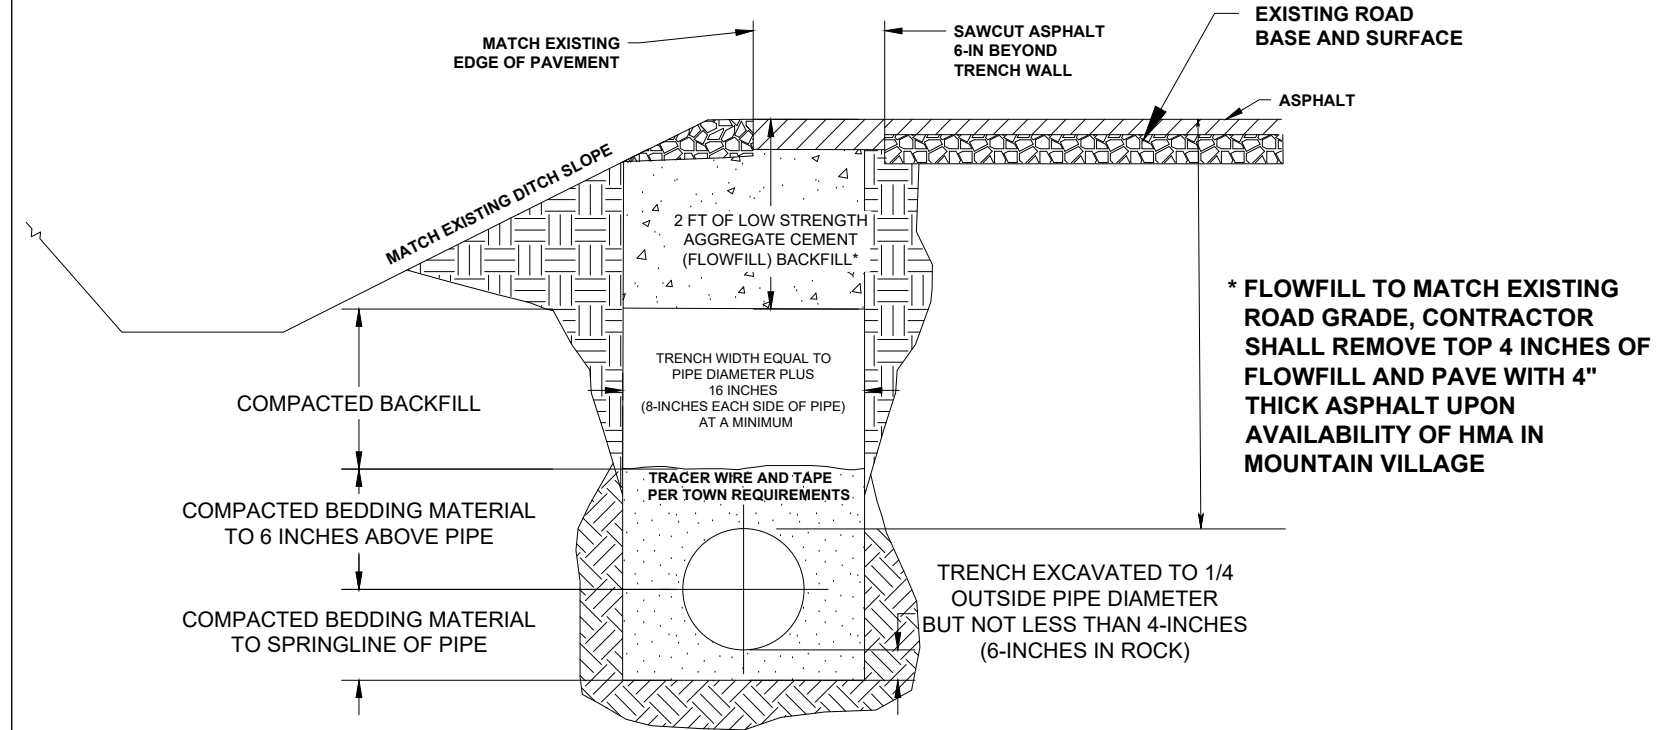 MATCH EXISTING
EDGE OF PAVEMENT
SAWCUT ASPHALT
6-IN BEYOND
TRENCH WALL
EXISTING ROAD
BASE AND SURFACE
ASPHALT
MATCH EXISTING DITCH SLOPE
2 FT OF LOW STRENGTH
AGGREGATE CEMENT
(FLOWFILL) BACKFILL*
* FLOWFILL TO MATCH EXISTING
ROAD GRADE, CONTRACTOR
SHALL REMOVE TOP 4 INCHES OF
FLOWFILL AND PAVE WITH 4"
THICK ASPHALT UPON
AVAILABILITY OF HMA IN
MOUNTAIN VILLAGE
COMPACTED BACKFILL
TRENCH WIDTH EQUAL TO
PIPE DIAMETER PLUS
16 INCHES
(8-INCHES EACH SIDE OF PIPE)
AT A MINIMUM
TRACER WIRE AND TAPE
PER TOWN REQUIREMENTS
COMPACTED BEDDING MATERIAL
TO 6 INCHES ABOVE PIPE
COMPACTED BEDDING MATERIAL
TO SPRINGLINE OF PIPE
TRENCH EXCAVATED TO 1/4
OUTSIDE PIPE DIAMETER
BUT NOT LESS THAN 4-INCHES
(6-INCHES IN ROCK)